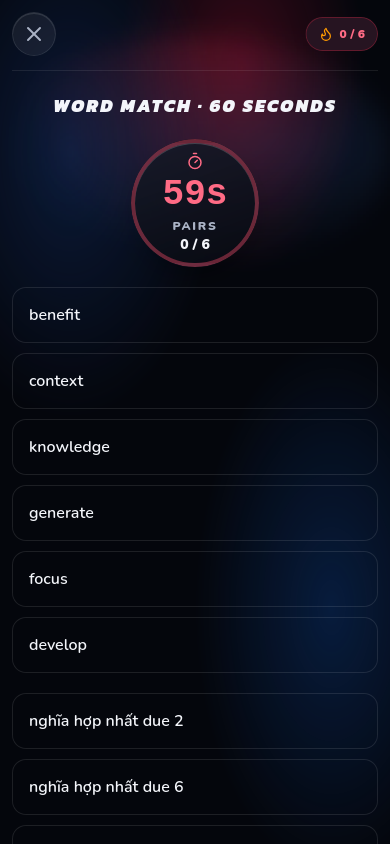 0 / 6
WORD MATCH · 60 SECONDS
59s
PAIRS
0 / 6
benefit
context
knowledge
generate
focus
develop
nghĩa hợp nhất due 2
nghĩa hợp nhất due 6